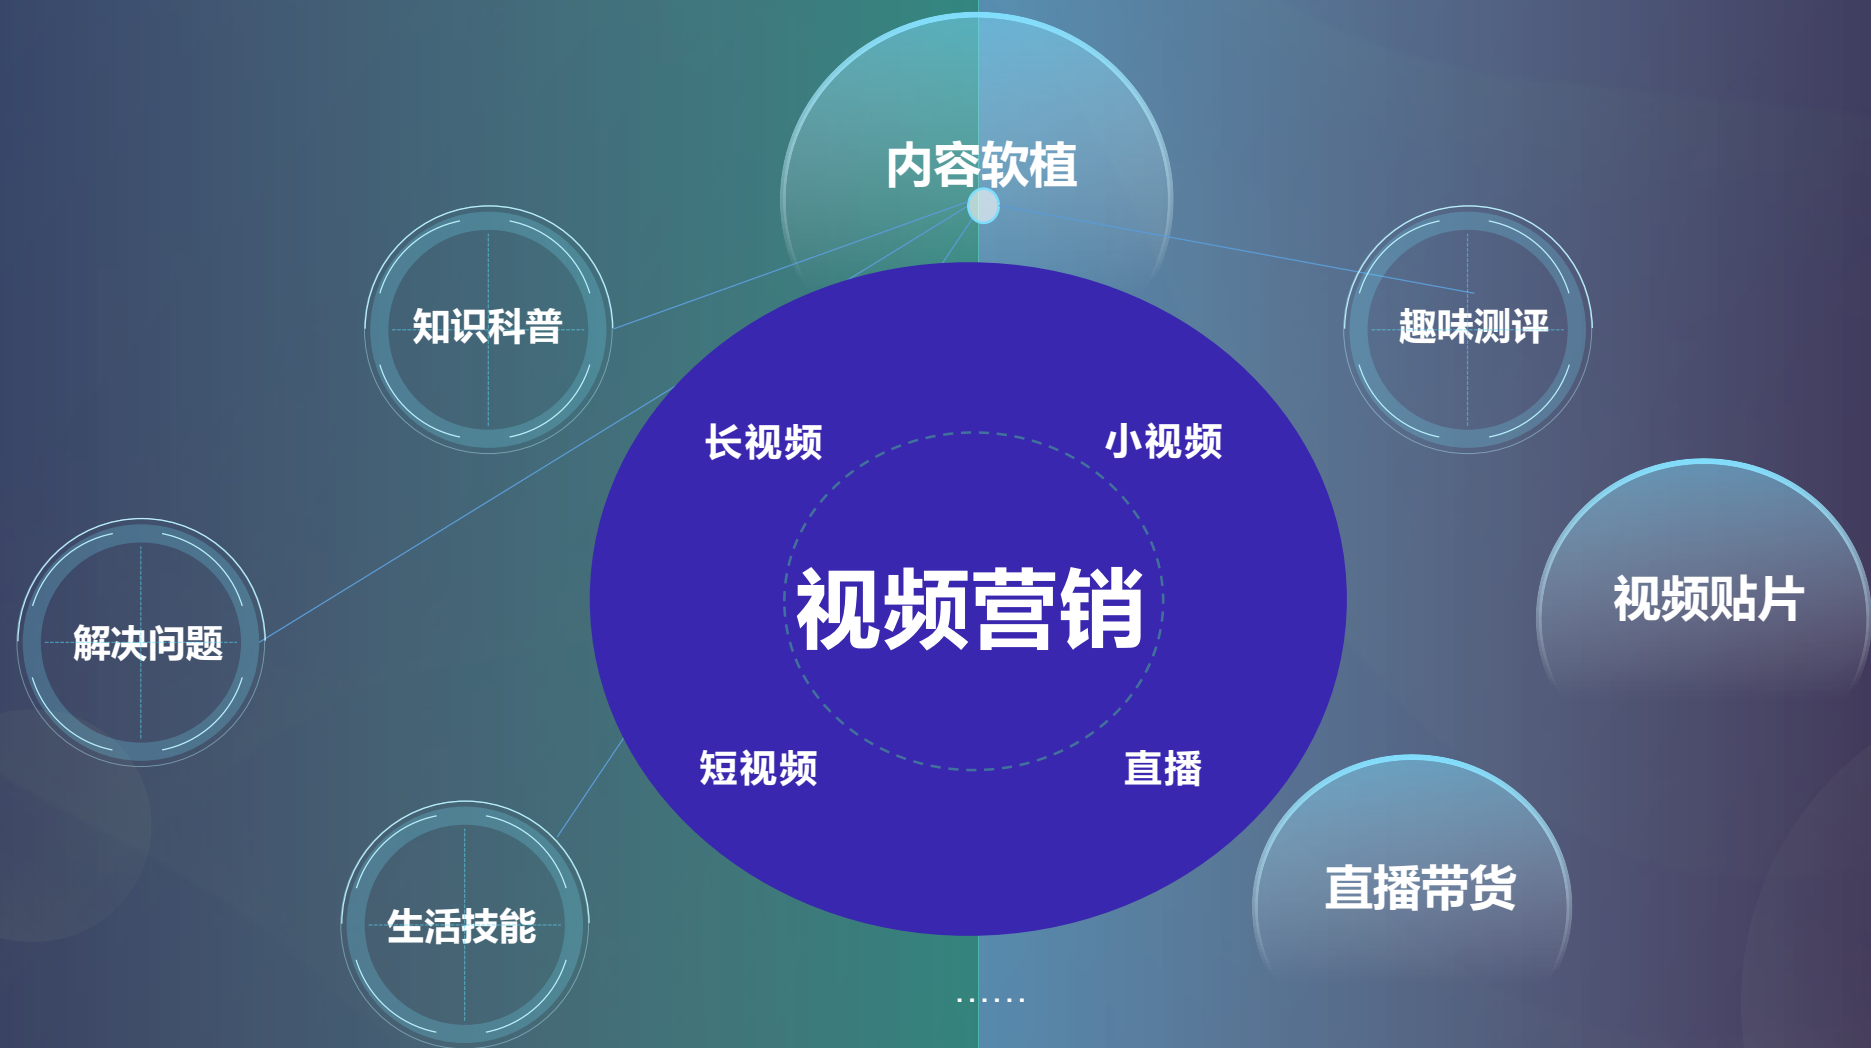 内容软植
知识科普
趣味测评
长视频
小视频
视频营销
视频贴片
解决问题
短视频
直播
直播带货
生活技能
······